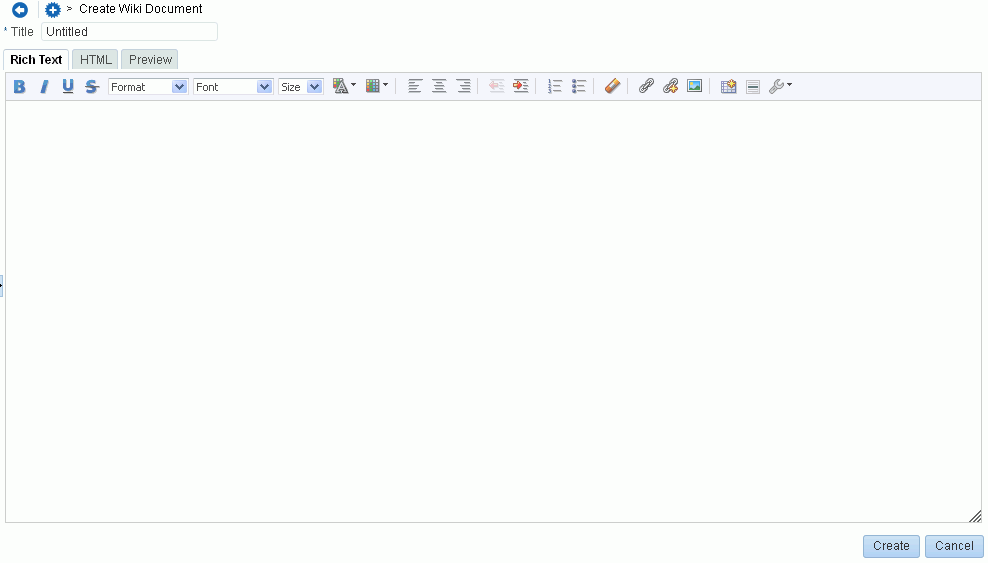 > Create Wiki Document
* Title Untitled
Rich Text HTML Preview
B I U S Format Font Size
Create Cancel